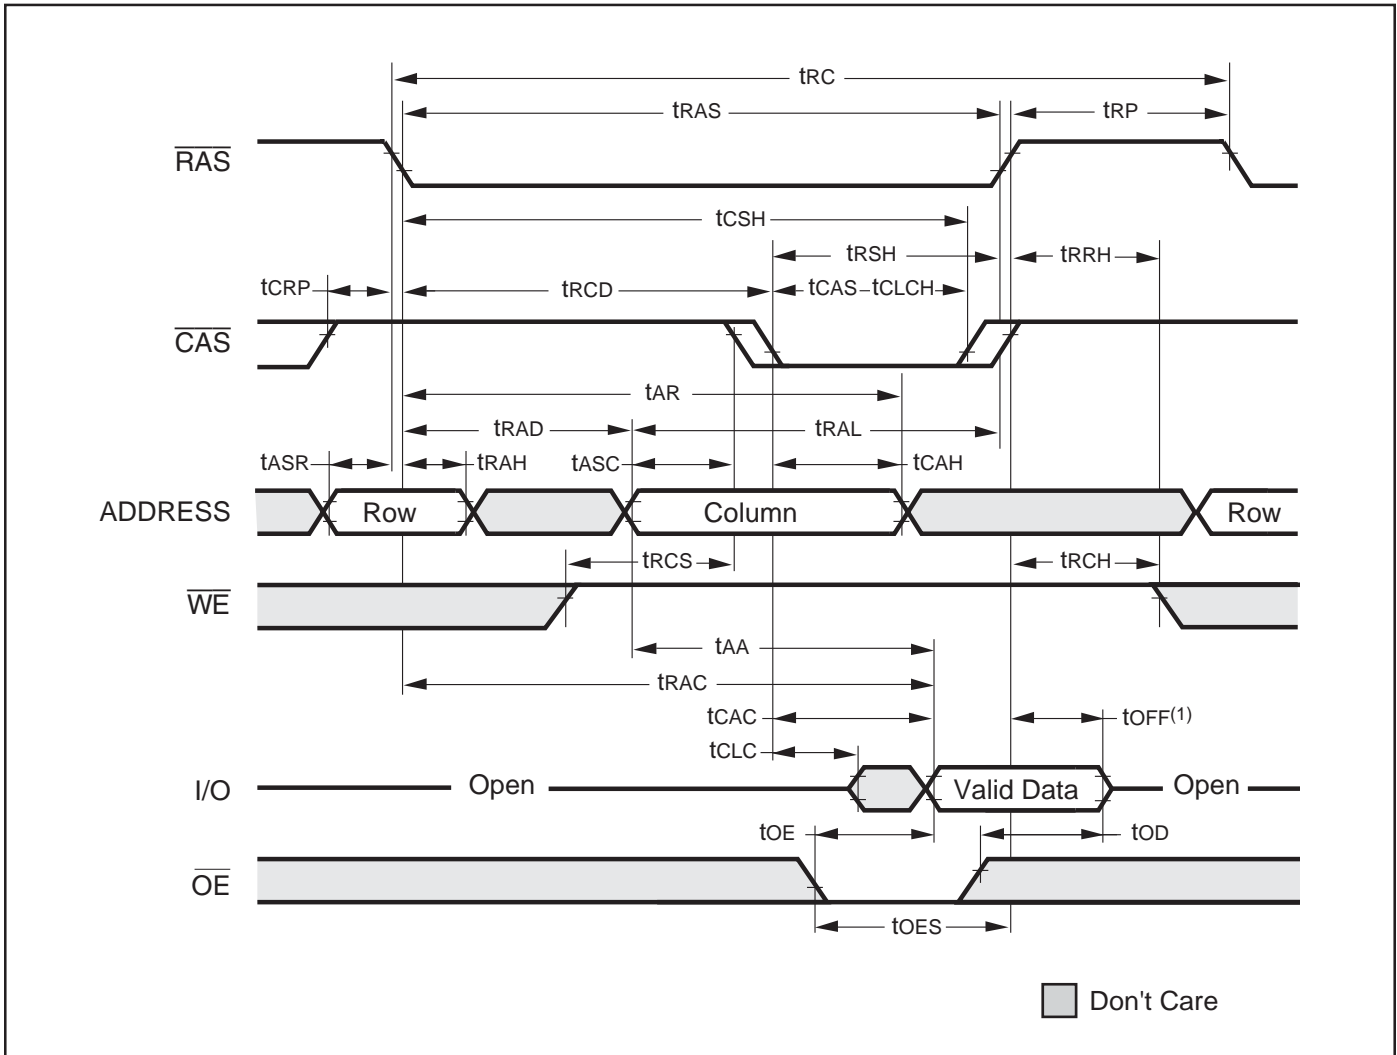 tRC
tRAS tRP
RAS
tCSH
tRSH tRRH
tCRP tRCD tCAS tCLCH
CAS
tAR
tRAD tRAL
tASR tRAH tASC tCAH
ADDRESS Row Column Row
tRCS tRCH
WE
tAA
tRAC
tCAC tOFF(1)
tCLC
I/O Open Valid Data Open
tOE tOD
OE
tOES
Don't Care